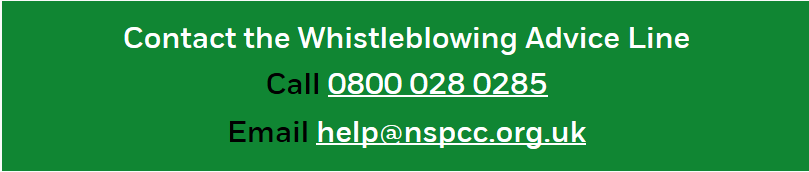 Contact the Whistleblowing Advice Line
Call 0800 028 0285
Email help@nspcc.org.uk